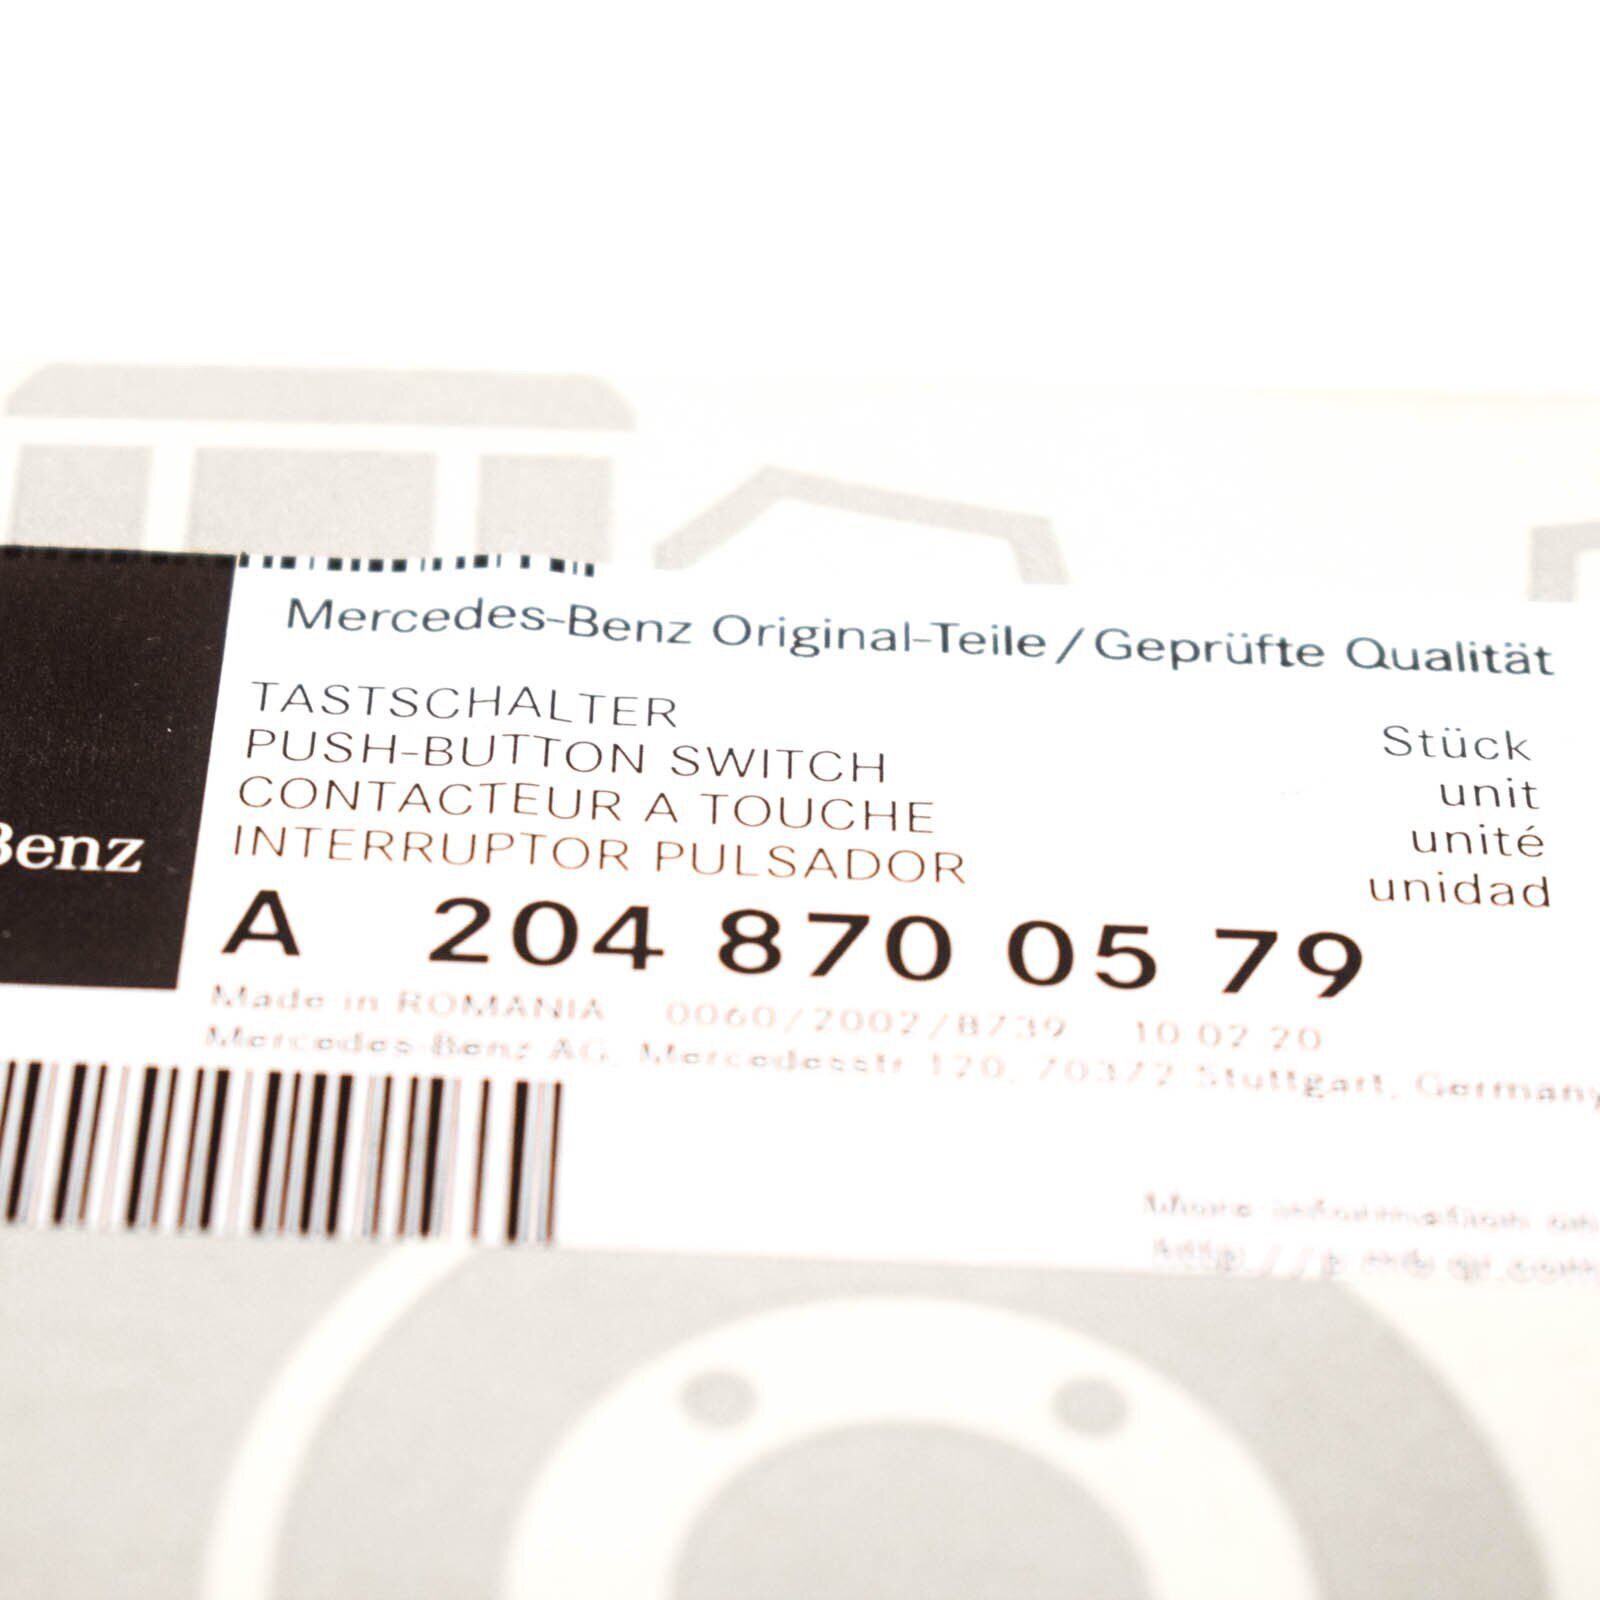 Mercedes-Benz Original-Teile / Geprüfte Qualität
TASTSCHALTER
PUSH-BUTTON SWITCH
CONTACTEUR A TOUCHE
INTERRUPTOR PULSADOR
Stück
unit
unité
unidad
Benz
A 204 870 05 79
Made in ROMANIA 0060/2002/8739 10 02 20
Mercedes-Benz AG, Mercedesstr 120, 70372 Stuttgart, Germany
More information